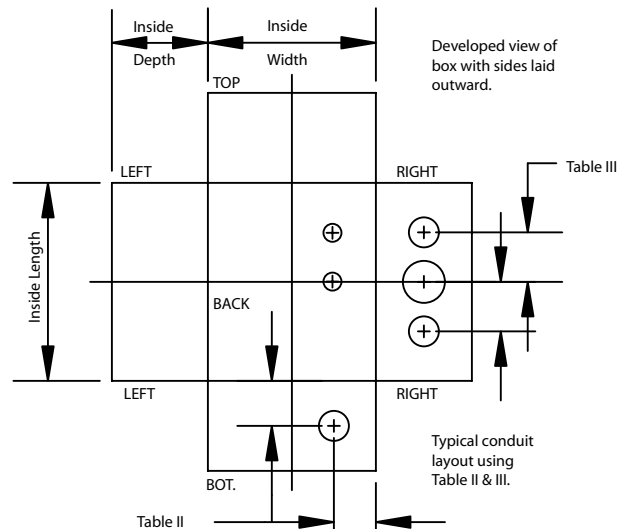 Inside
Depth
Inside
Width
Developed view of
box with sides laid
outward.
TOP
LEFT
RIGHT
Table III
Inside Length
BACK
LEFT
RIGHT
Typical conduit
layout using
Table II & III.
BOT.
Table II